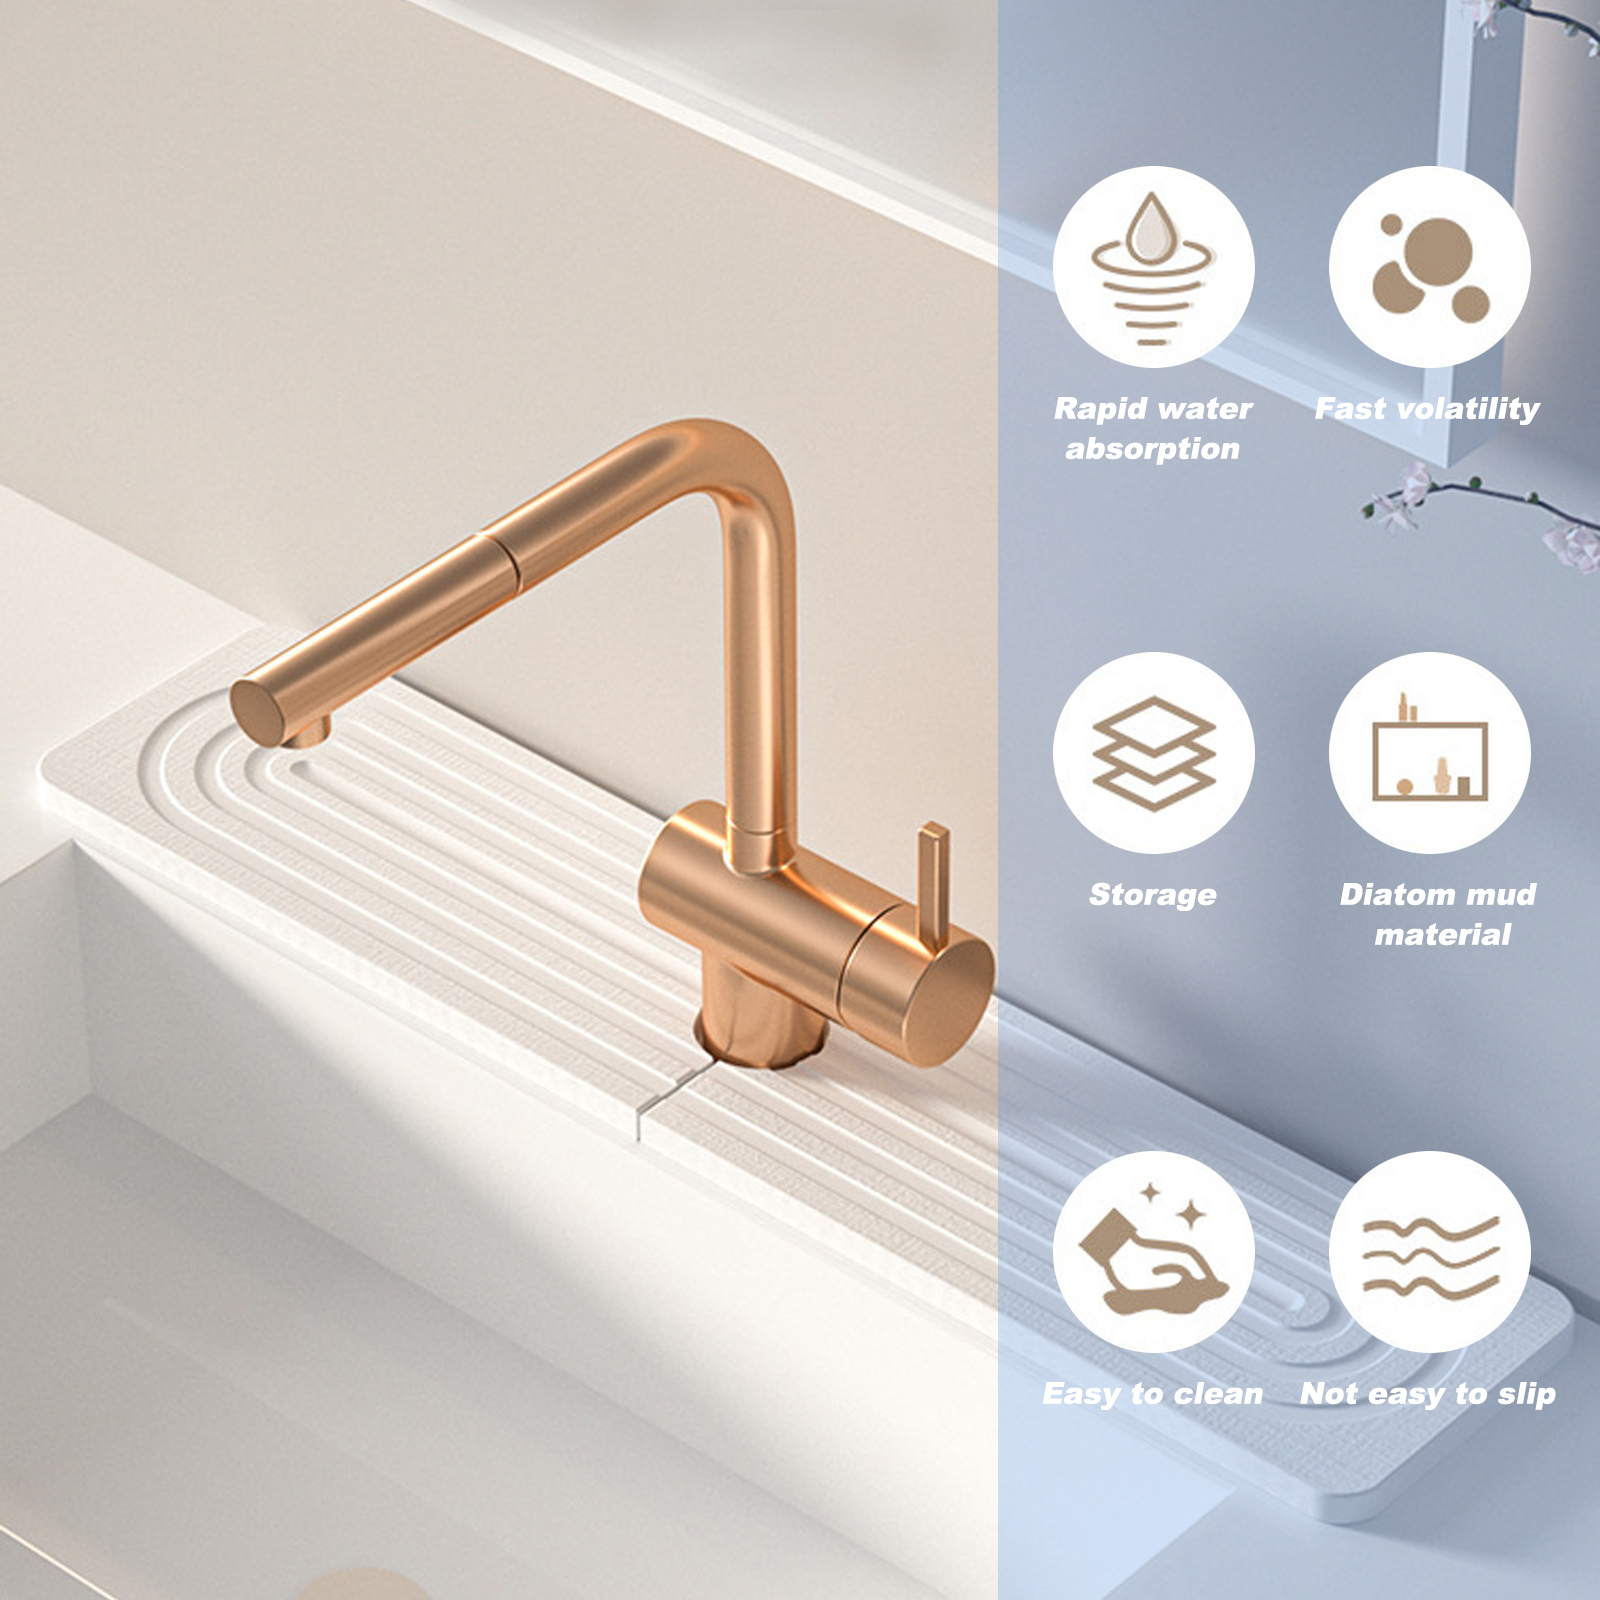 Rapid water
absorption
Fast volatility
Storage
Diatom mud
material
Easy to clean
Not easy to slip